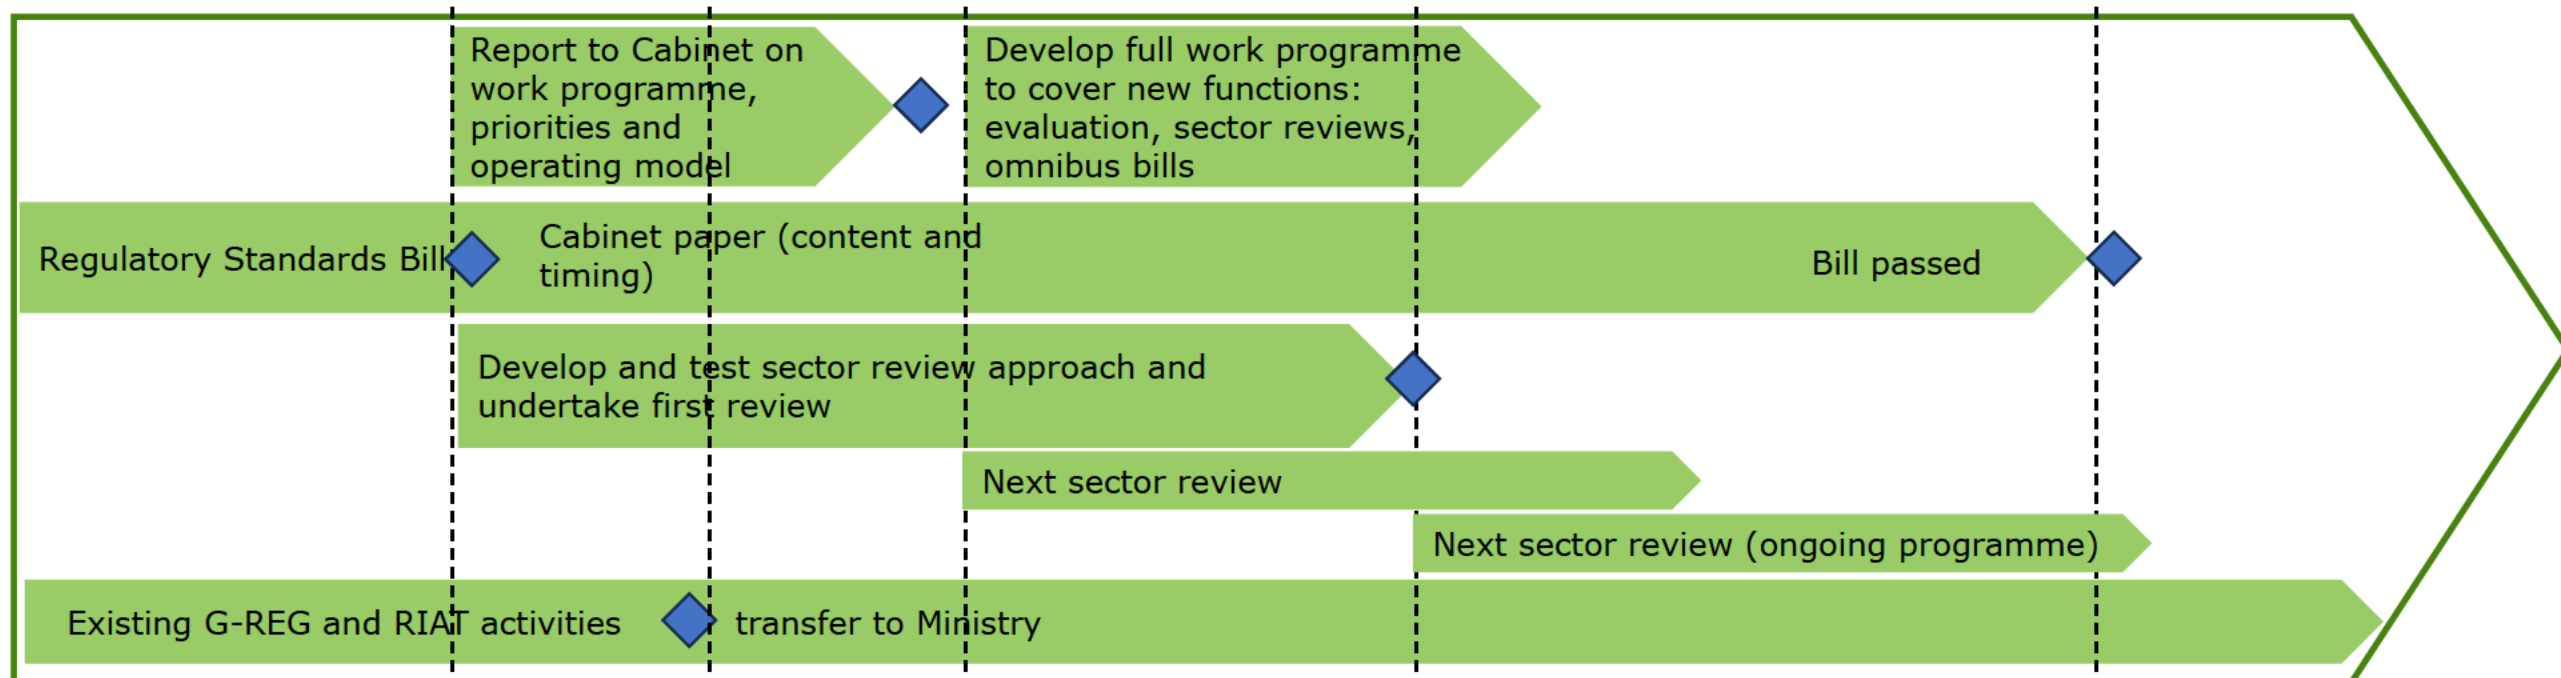 Report to Cabinet on
work programme,
priorities and
operating model
Develop full work programme
to cover new functions:
evaluation, sector reviews,
omnibus bills
Regulatory Standards Bill
Cabinet paper (content and
timing)
Bill passed
Develop and test sector review approach and
undertake first review
Next sector review
Next sector review (ongoing programme)
Existing G-REG and RIAT activities
transfer to Ministry